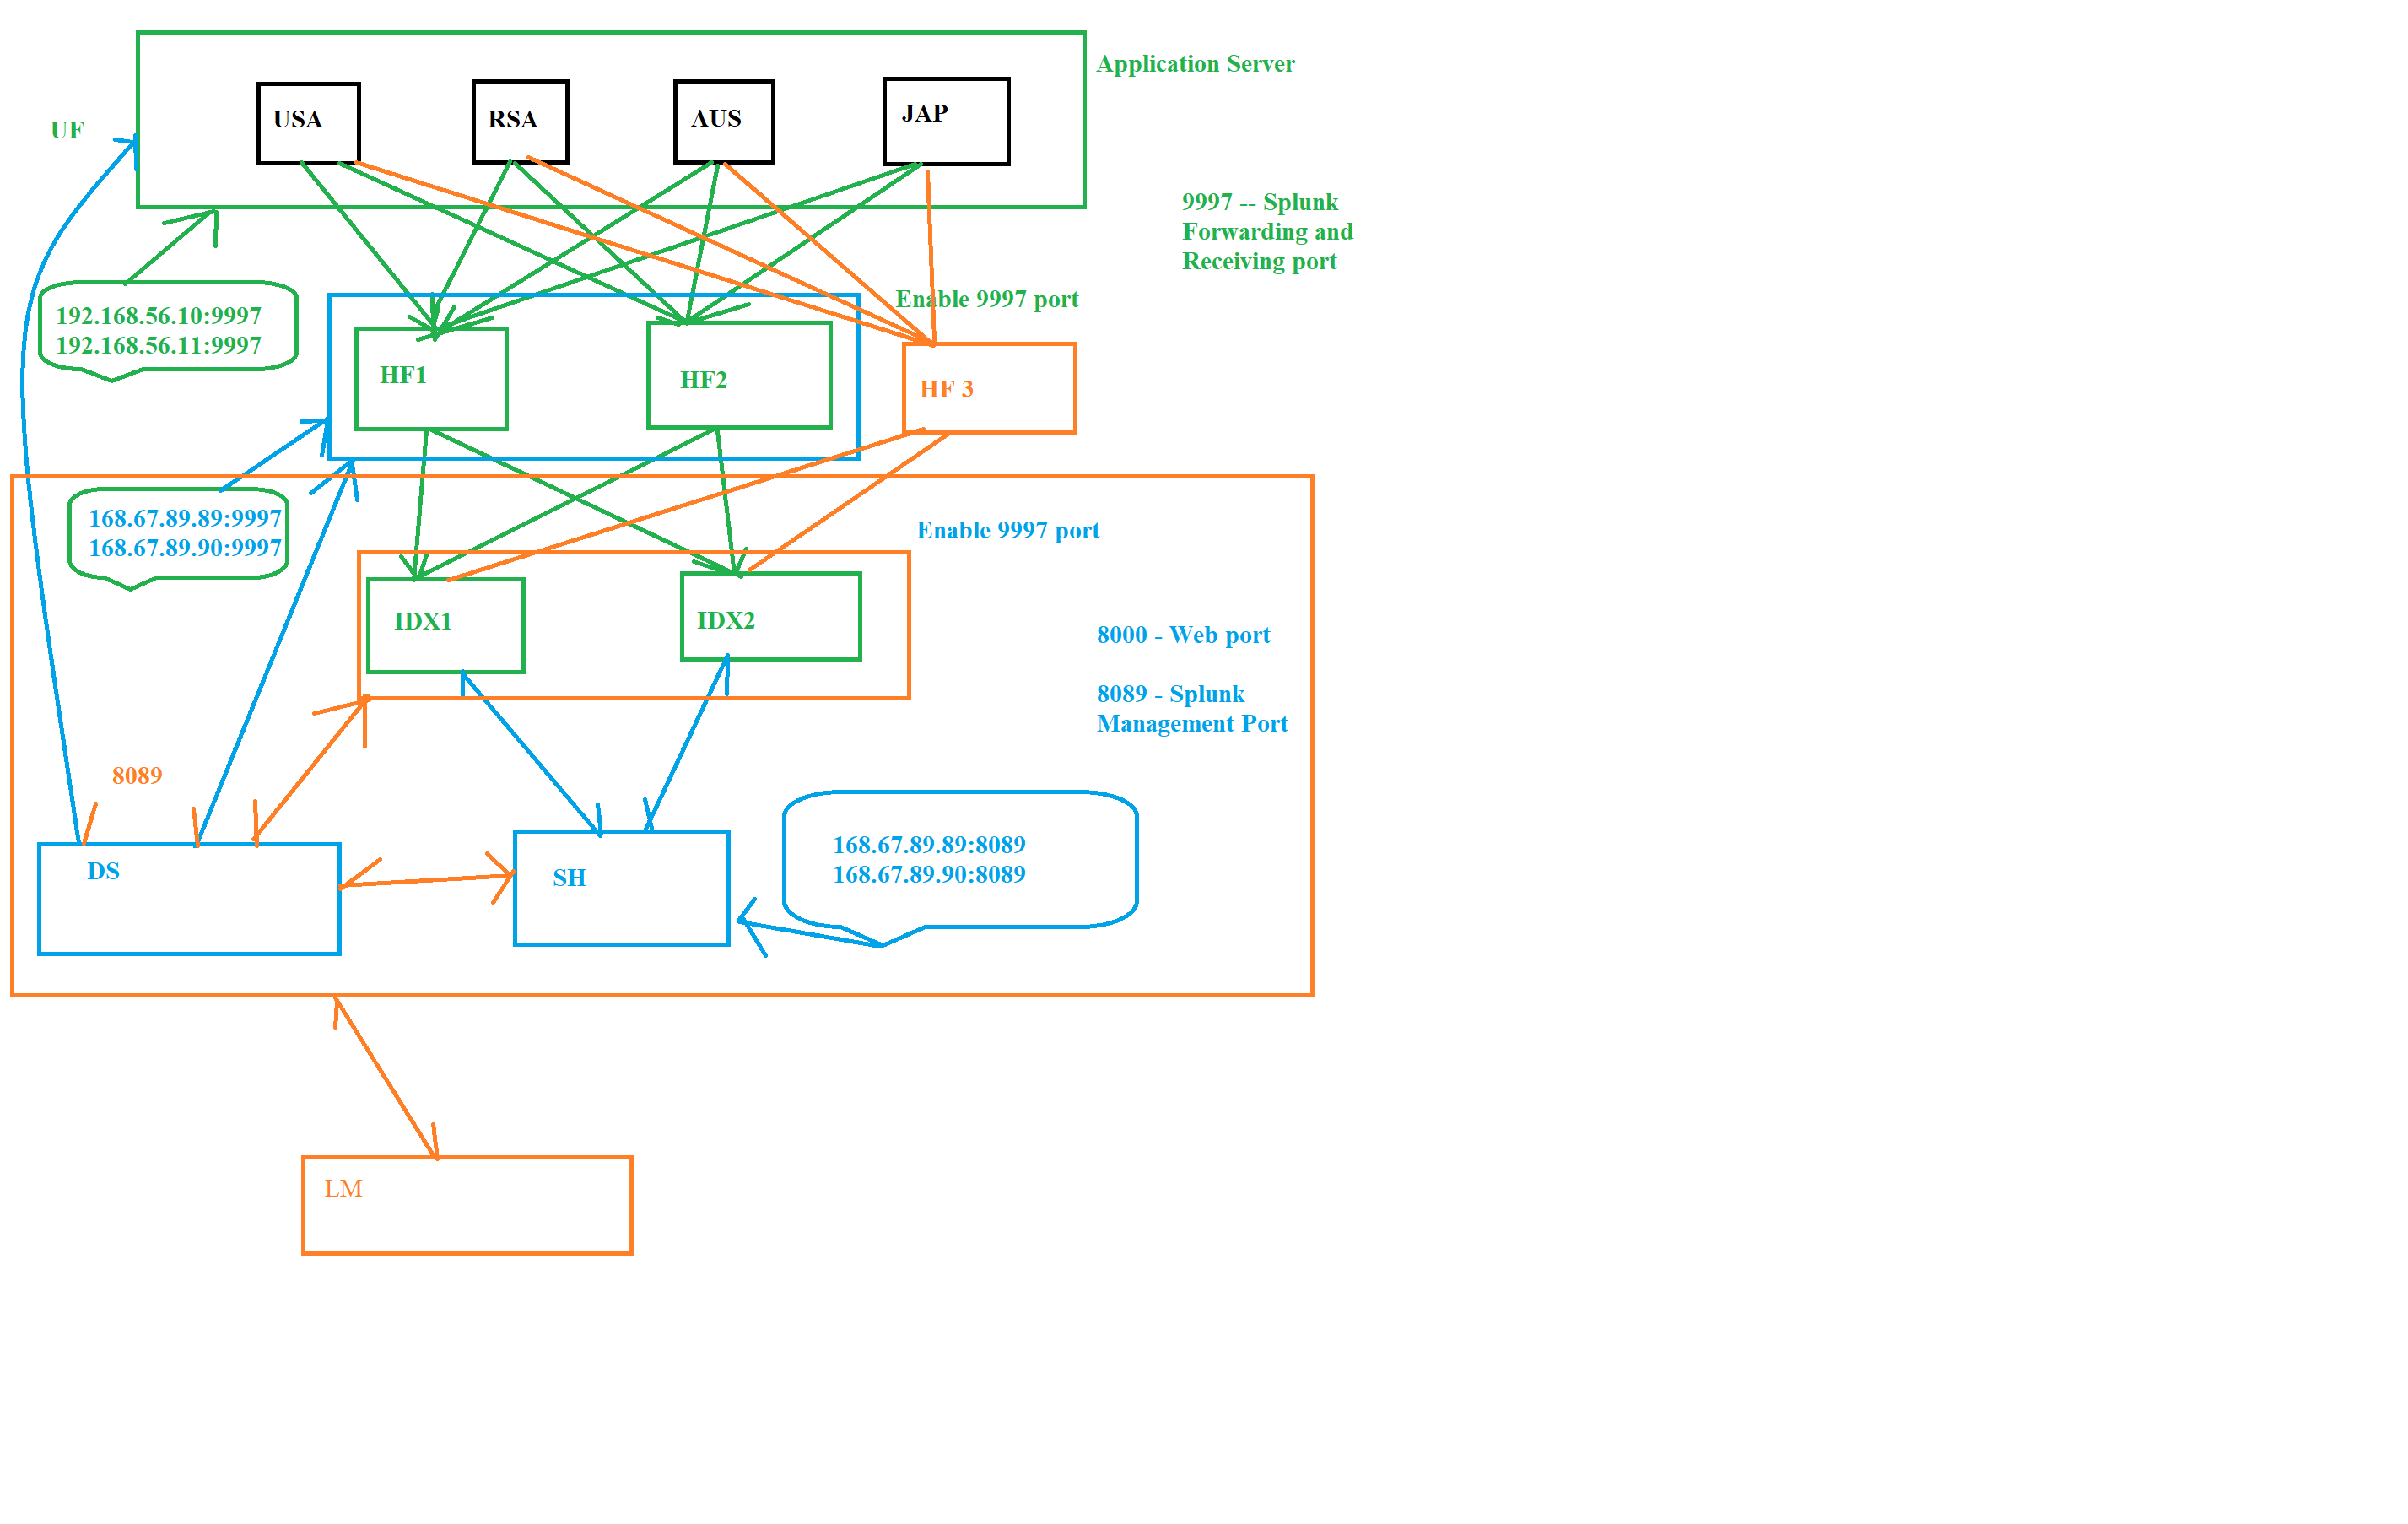 Application Server
USA
RSA
AUS
JAP
UF
9997 -- Splunk
Forwarding and
Receiving port
Enable 9997 port
192.168.56.10:9997
192.168.56.11:9997
HF1
HF2
HF 3
168.67.89.89:9997
168.67.89.90:9997
Enable 9997 port
IDX1
IDX2
8000 - Web port
8089 - Splunk
Management Port
8089
DS
SH
168.67.89.89:8089
168.67.89.90:8089
LM